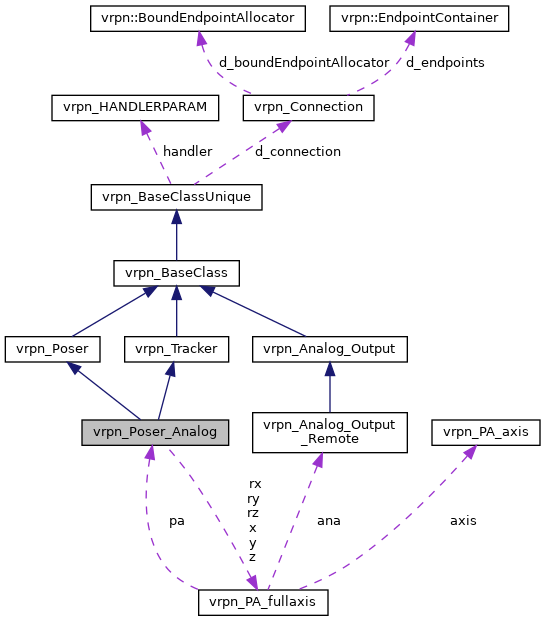 vrpn::BoundEndpointAllocator
vrpn::EndpointContainer
d_boundEndpointAllocator
d_endpoints
vrpn_HANDLERPARAM
vrpn_Connection
handler
d_connection
vrpn_BaseClassUnique
vrpn_BaseClass
vrpn_Poser
vrpn_Tracker
vrpn_Analog_Output
vrpn_Poser_Analog
vrpn_Analog_Output
_Remote
vrpn_PA_axis
rx
ry
rz
x
y
z
pa
ana
axis
vrpn_PA_fullaxis